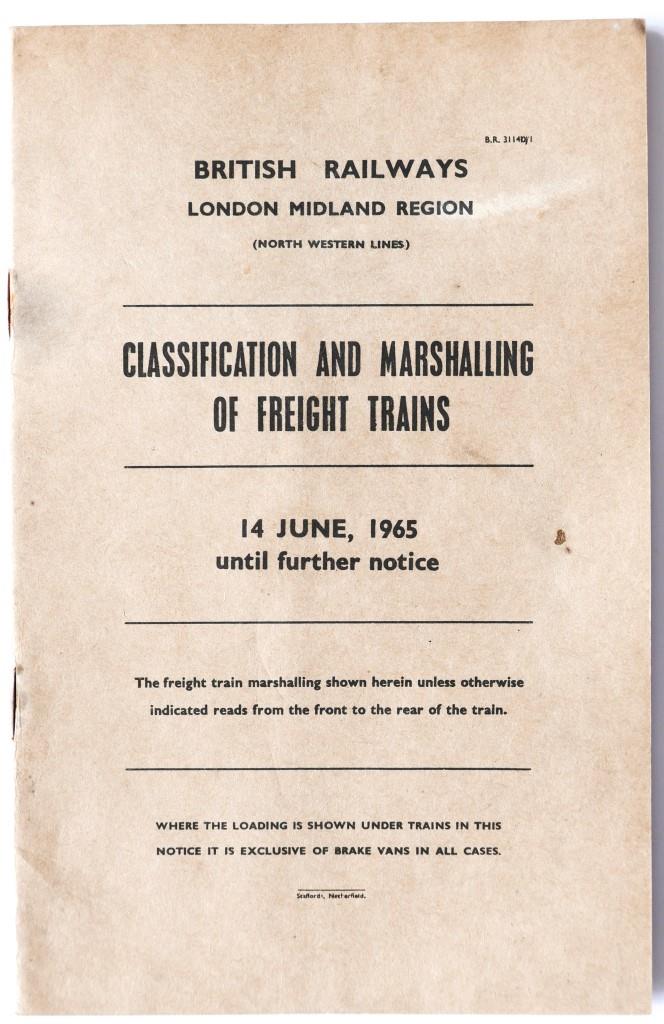 B.R. 31140/1
BRITISH RAILWAYS
LONDON MIDLAND REGION
(NORTH WESTERN LINES)
CLASSIFICATION AND MARSHALLING
OF FREIGHT TRAINS
14 JUNE, 1965
until further notice
The freight train marshalling shown herein unless otherwise
indicated reads from the front to the rear of the train.
WHERE THE LOADING IS SHOWN UNDER TRAINS IN THIS
NOTICE IT IS EXCLUSIVE OF BRAKE VANS IN ALL CASES.
Staffords, Netherfield.